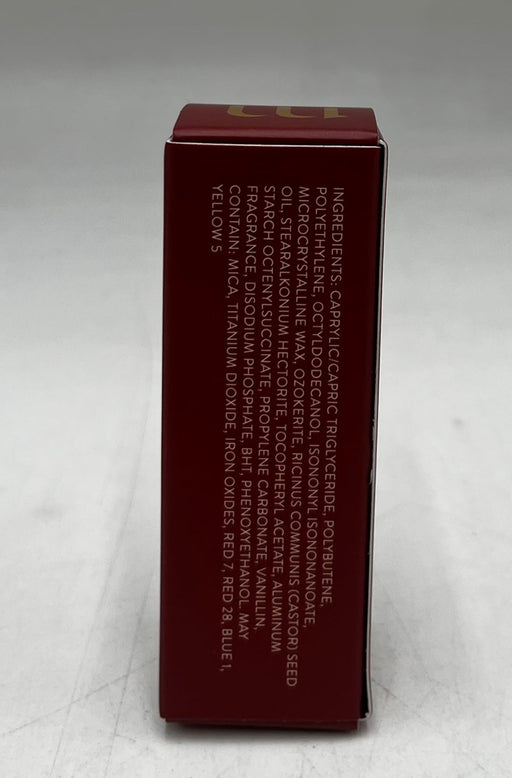 INGREDIENTS: CAPRYLIC/CAPRIC TRIGLYCERIDE, POLYBUTENE,
POLYETHYLENE, OCTYLDODECANOL, ISONONYL ISONONANOATE,
MICROCRYSTALLINE WAX, OZOKERITE, RICINUS COMMUNIS (CASTOR) SEED
OIL, STEARALKONIUM HECTORITE, TOCOPHERYL ACETATE, ALUMINUM
STARCH OCTENYLSUCCINATE, PROPYLENE CARBONATE, VANILLIN,
FRAGRANCE, DISODIUM PHOSPHATE, BHT, PHENOXYETHANOL. MAY
CONTAIN: MICA, TITANIUM DIOXIDE, IRON OXIDES, RED 7, RED 28, BLUE 1,
YELLOW 5